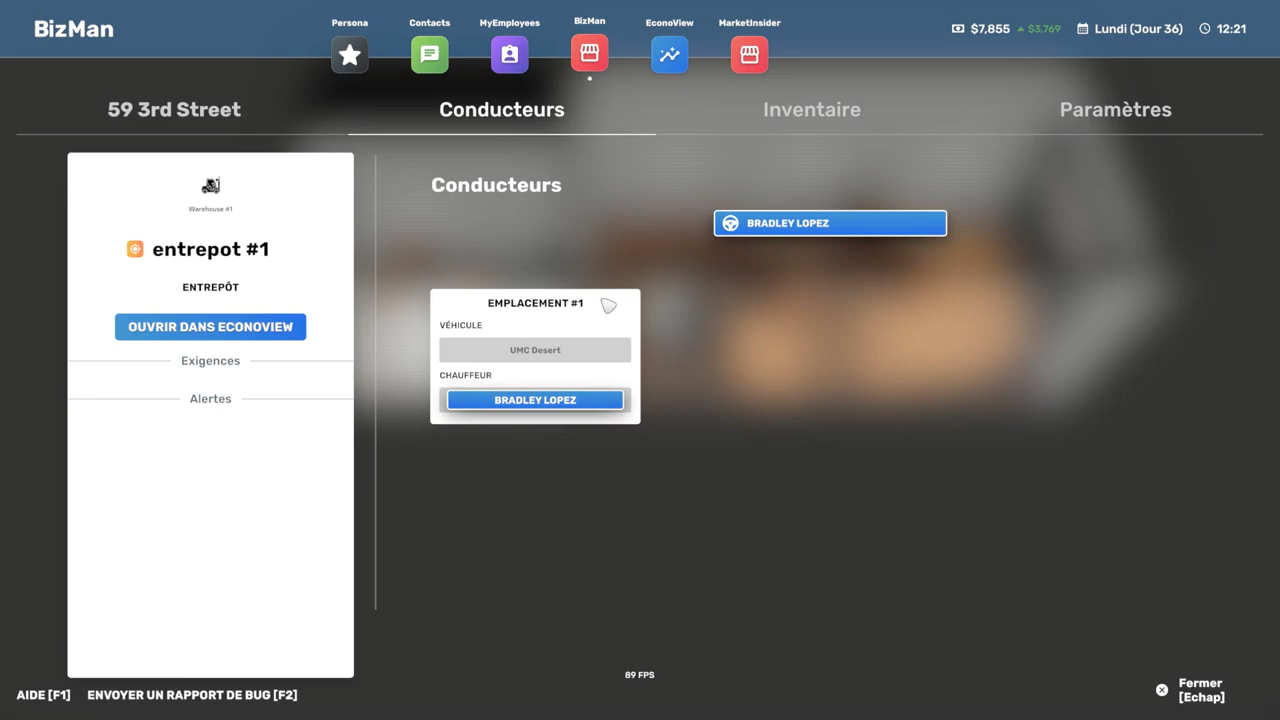 BizMan
Persona
Contacts
MyEmployees
BizMan
EconoView
MarketInsider
$7,855
$3,769
Lundi (Jour 36)
12:21
59 3rd Street
Conducteurs
Inventaire
Paramètres
Warehouse #1
entrepot #1
ENTREPÔT
OUVRIR DANS ECONOVIEW
Exigences
Alertes
Conducteurs
BRADLEY LOPEZ
EMPLACEMENT #1
VÉHICULE
UMC Desert
CHAUFFEUR
BRADLEY LOPEZ
89 FPS
AIDE [F1]
ENVOYER UN RAPPORT DE BUG [F2]
Fermer
[Echap]